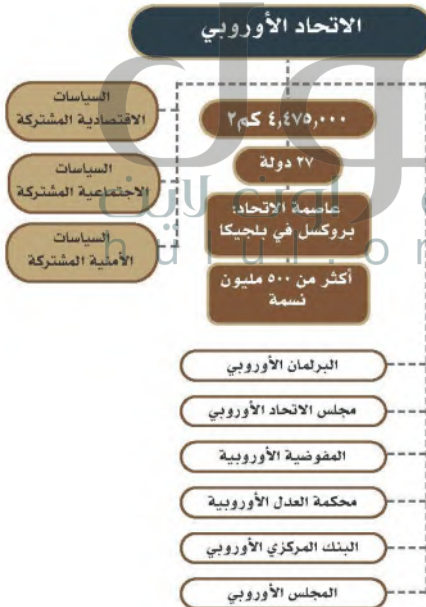 الاتحاد الأوروبي
٤,٤٧٥,٠٠٠ كم٢
٢٧ دولة
عاصمة الاتحاد:
بروكسل في بلجيكا
أكثر من ٥٠٠ مليون
نسمة
السياسات
الاقتصادية المشتركة
السياسات
الاجتماعية المشتركة
السياسات
الأمنية المشتركة
البرلمان الأوروبي
مجلس الاتحاد الأوروبي
المفوضية الأوروبية
محكمة العدل الأوروبية
البنك المركزي الأوروبي
المجلس الأوروبي